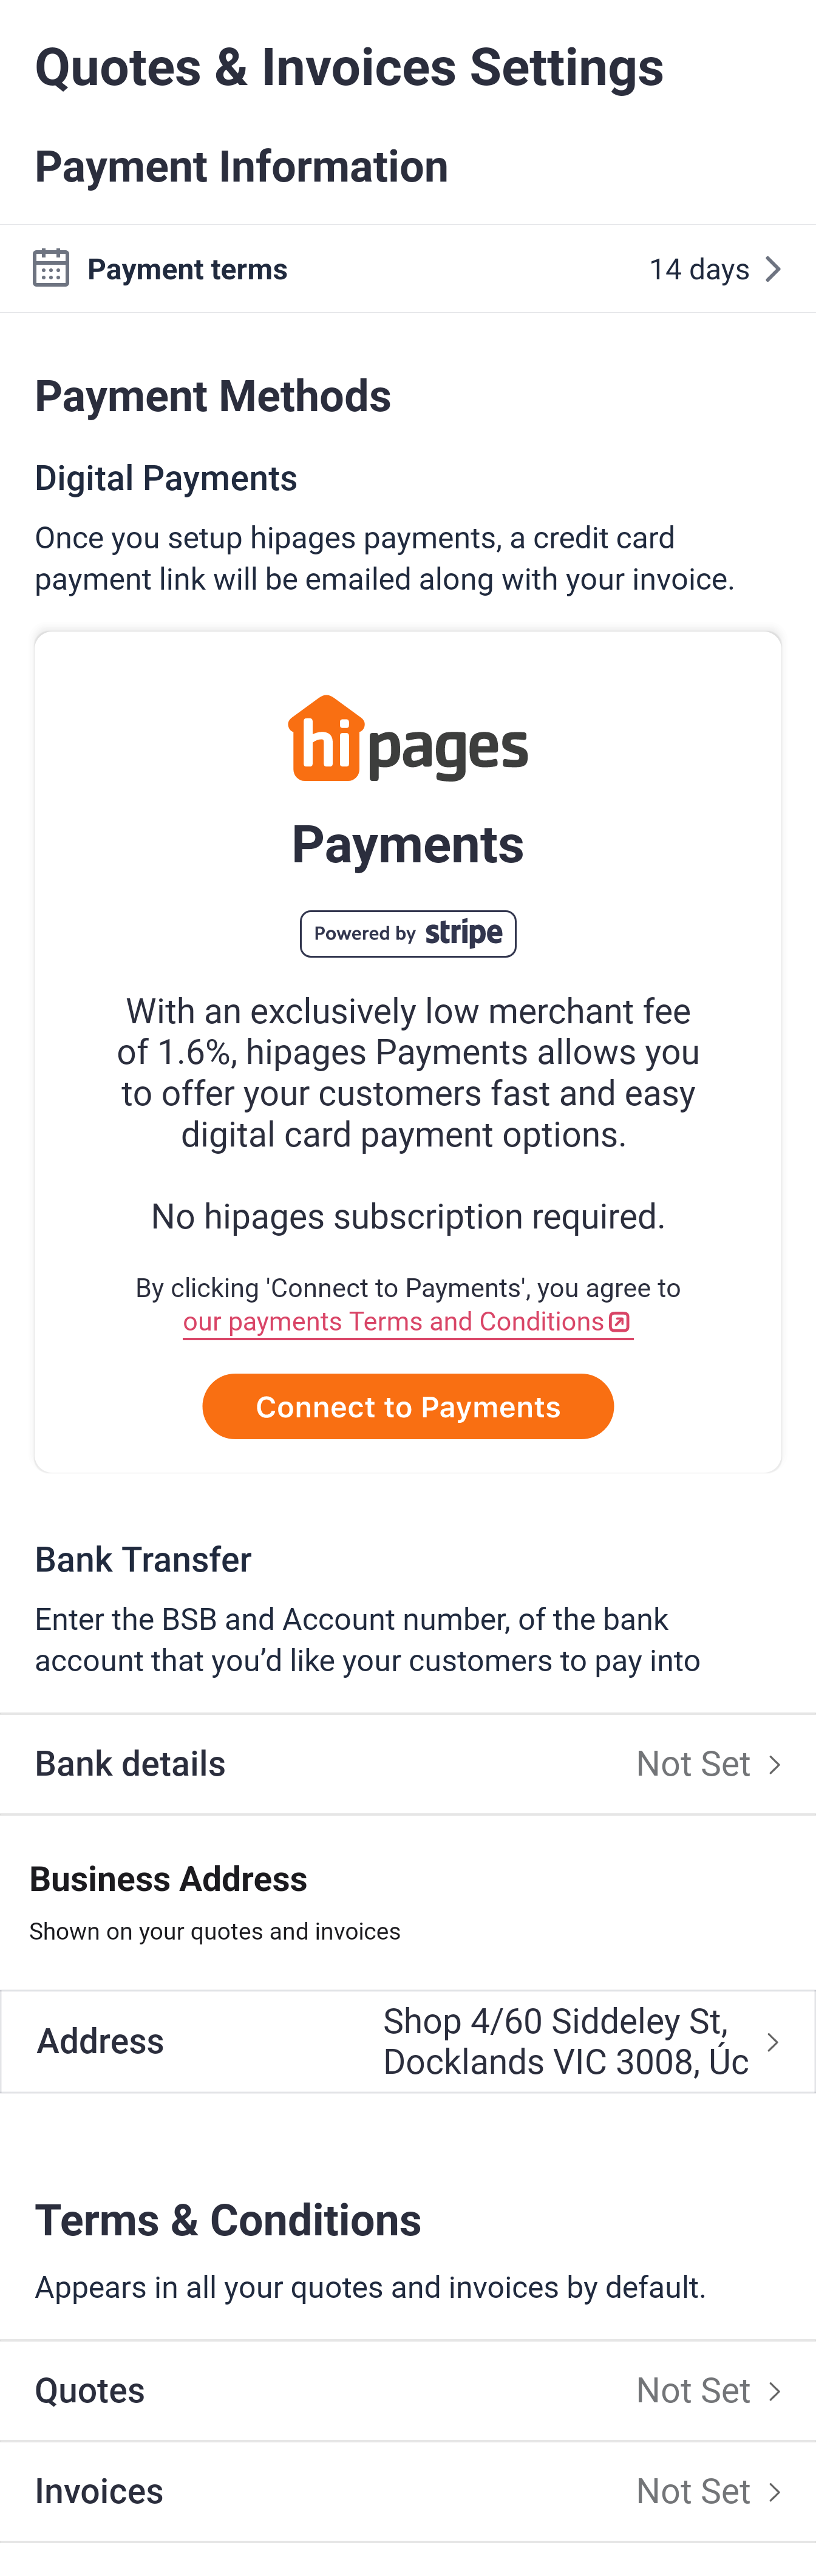 Quotes & Invoices Settings
Payment Information
Payment terms 14 days
Payment Methods
Digital Payments
Once you setup hipages payments, a credit card
payment link will be emailed along with your invoice.
hipages
Payments
Powered by stripe
With an exclusively low merchant fee
of 1.6%, hipages Payments allows you
to offer your customers fast and easy
digital card payment options.
No hipages subscription required.
By clicking 'Connect to Payments', you agree to
our payments Terms and Conditions
Connect to Payments
Bank Transfer
Enter the BSB and Account number, of the bank
account that you’d like your customers to pay into
Bank details Not Set
Business Address
Shown on your quotes and invoices
Address
Shop 4/60 Siddeley St,
Docklands VIC 3008, Úc
Terms & Conditions
Appears in all your quotes and invoices by default.
Quotes Not Set
Invoices Not Set